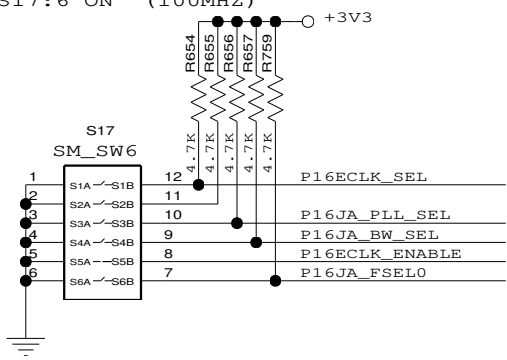 S17:6 ON (100MHZ)
+3V3
R654
R655
R656
R657
R759
4.7K
4.7K
4.7K
4.7K
4.7K
S17
SM_SW6
1 S1A S1B 12 P16ECLK_SEL
2 S2A S2B 11
3 S3A S3B 10 P16JA_PLL_SEL
4 S4A S4B 9 P16JA_BW_SEL
5 S5A S5B 8 P16ECLK_ENABLE
6 S6A S6B 7 P16JA_FSEL0